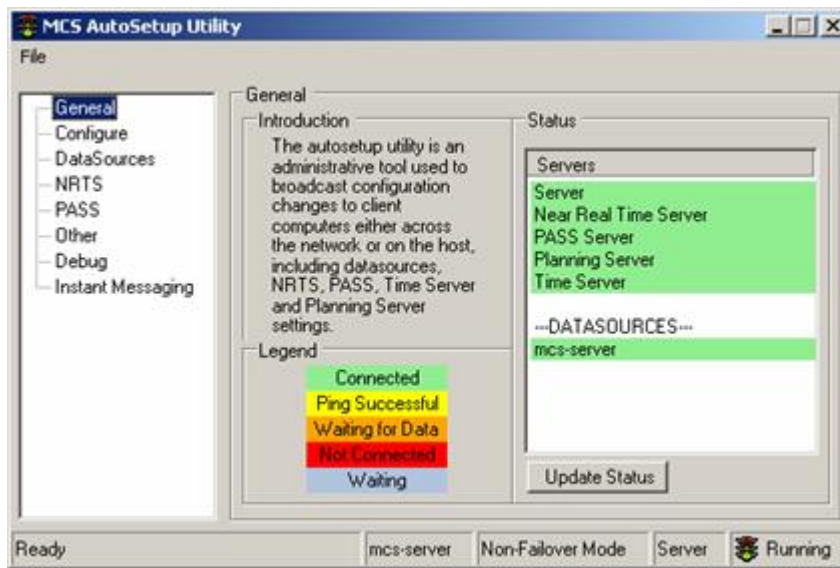 MCS AutoSetup Utility
File
General
Configure
DataSources
NRTS
PASS
Other
Debug
Instant Messaging
General
Introduction
The autosetup utility is an
administrative tool used to
broadcast configuration
changes to client
computers either across
the network or on the host,
including datasources,
NRTS, PASS, Time Server
and Planning Server
settings.
Legend
Connected
Ping Successful
Waiting for Data
Not Connected
Waiting
Status
Servers
Server
Near Real Time Server
PASS Server
Planning Server
Time Server
---DATASOURCES---
mcs-server
Update Status
Ready
mcs-server
Non-Failover Mode
Server
Running